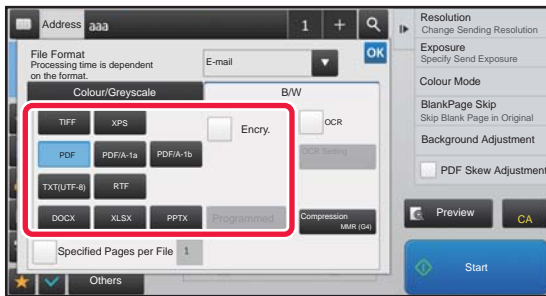 Address aaa 1 +
File Format
Processing time is dependent
on the format.
E-mail
OK
Colour/Greyscale
B/W
TIFF XPS
Encry.
OCR
PDF PDF/A-1a PDF/A-1b
OCR Setting
TXT(UTF-8) RTF
DOCX XLSX PPTX
Programmed
Compression
MMR (G4)
Specified Pages per File 1
Others
Resolution
Change Sending Resolution
Exposure
Specify Send Exposure
Colour Mode
BlankPage Skip
Skip Blank Page in Original
Background Adjustment
PDF Skew Adjustment
Preview
CA
Start